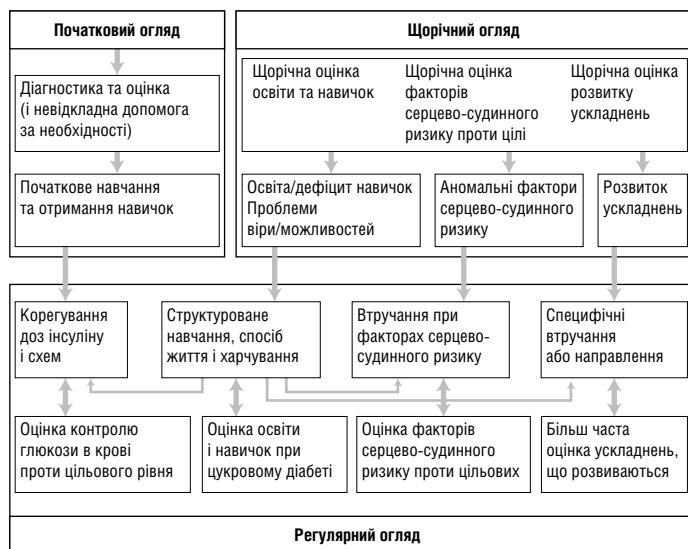 Початковий огляд
Діагностика та оцінка
(і невідкладна допомога
за необхідності)
Початкове навчання
та отримання навичок
Щорічний огляд
Щорічна оцінка
освіти та навичок
Щорічна оцінка
факторів
серцево-судинного
ризику проти цілі
Щорічна оцінка
розвитку
ускладнень
Освіта/дефіцит навичок
Проблеми
віри/можливостей
Аномальні фактори
серцево-судинного
ризику
Розвиток
ускладнень
Корегування
доз інсуліну
і схем
Структуроване
навчання, спосіб
життя і харчування
Втручання при
факторах серцево-
судинного ризику
Специфічні
втручання
або направлення
Оцінка контролю
глюкози в крові
проти цільового рівня
Оцінка освіти
і навичок при
цукровому діабеті
Оцінка факторів
серцево-судинного
ризику проти цільових
Більш часта
оцінка ускладнень,
що розвиваються
Регулярний огляд